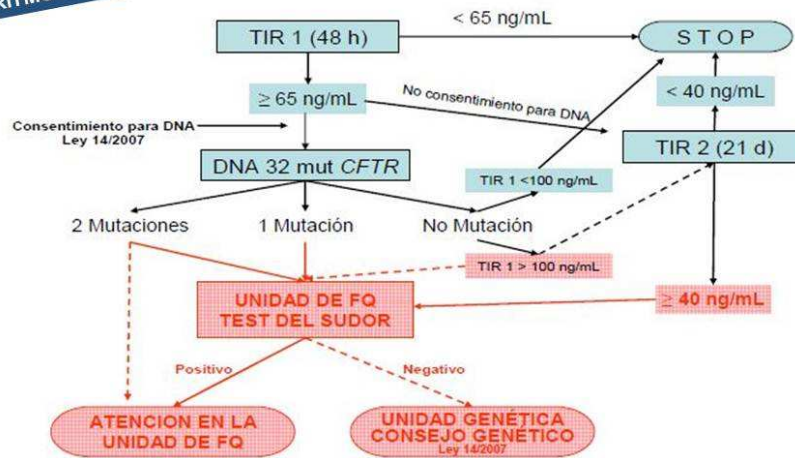 < 65 ng/mL
TIR 1 (48 h)
S T O P
≥ 65 ng/mL
No consentimiento para DNA
< 40 ng/mL
Consentimiento para DNA
Ley 14/2007
TIR 2 (21 d)
DNA 32 mut CFTR
TIR 1 <100 ng/mL
2 Mutaciones
1 Mutación
No Mutación
TIR 1 > 100 ng/mL
UNIDAD DE FQ
TEST DEL SUDOR
≥ 40 ng/mL
Positivo
Negativo
ATENCION EN LA
UNIDAD DE FQ
UNIDAD GENÉTICA
CONSEJO GENÉTICO
Ley 14/2007